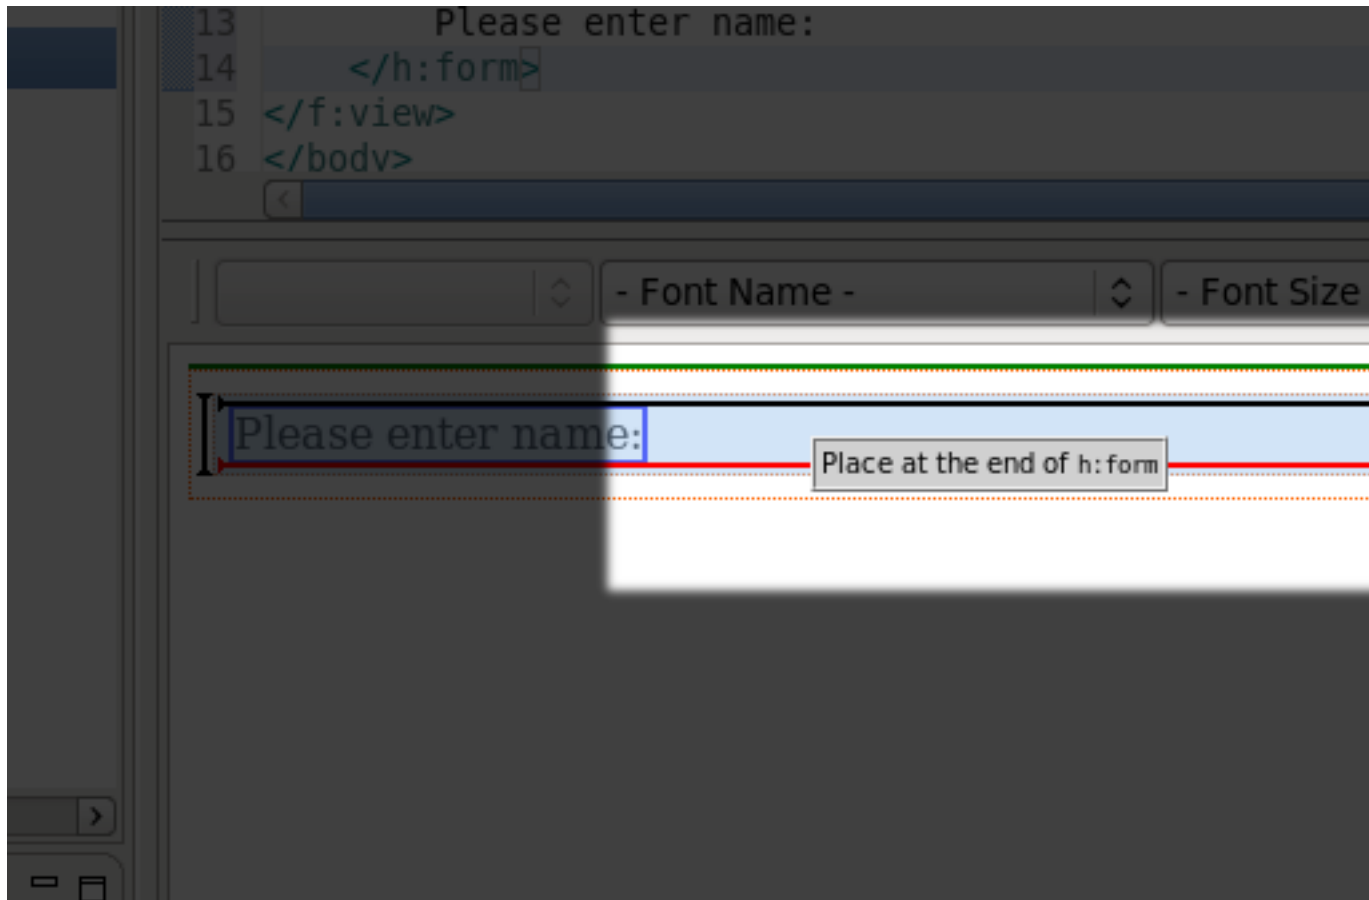 13 Please enter name:
14 </h:form>
15 </f:view>
16 </body>
- Font Name -
- Font Size
Please enter name:
Place at the end of h:form